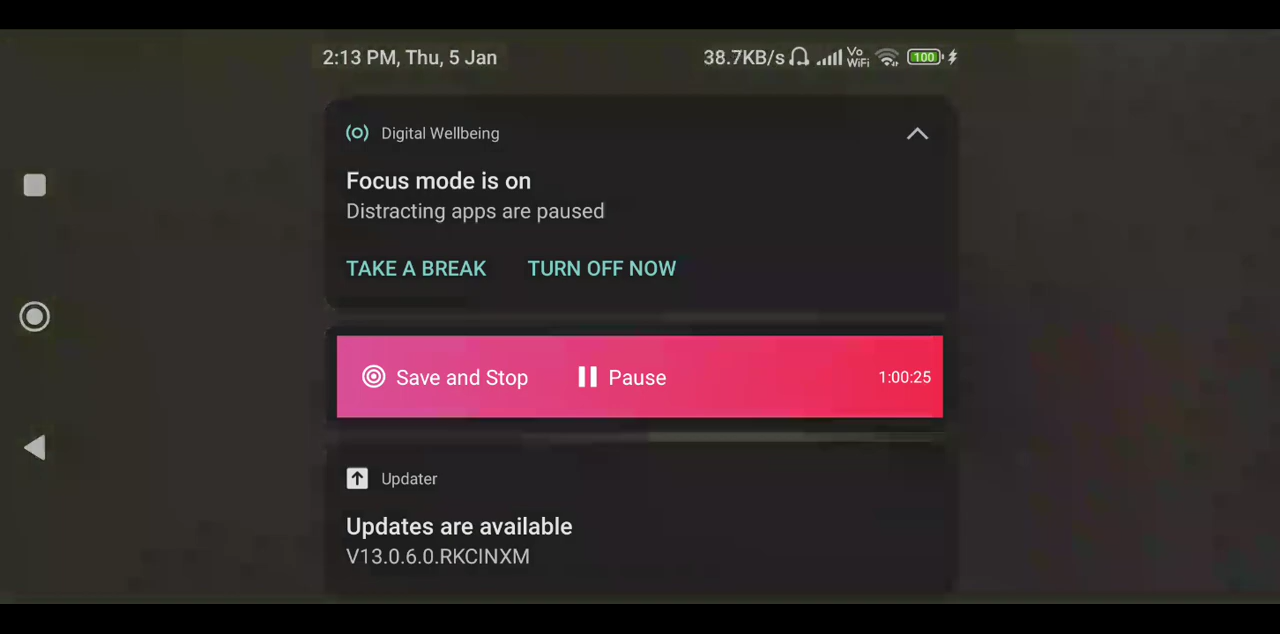 2:13 PM, Thu, 5 Jan
38.7KB/s Vo WiFi 100
Digital Wellbeing
Focus mode is on
Distracting apps are paused
TAKE A BREAK TURN OFF NOW
Save and Stop Pause 1:00:25
Updater
Updates are available
V13.0.6.0.RKCINXM